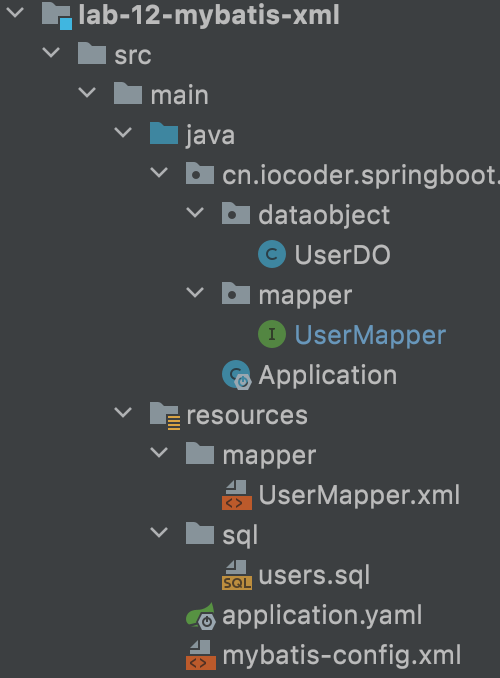 lab-12-mybatis-xml
src
main
java
cn.iocoder.springboot.
dataobject
C UserDO
mapper
I UserMapper
C Application
resources
mapper
<> UserMapper.xml
sql
SQL users.sql
application.yaml
<> mybatis-config.xml